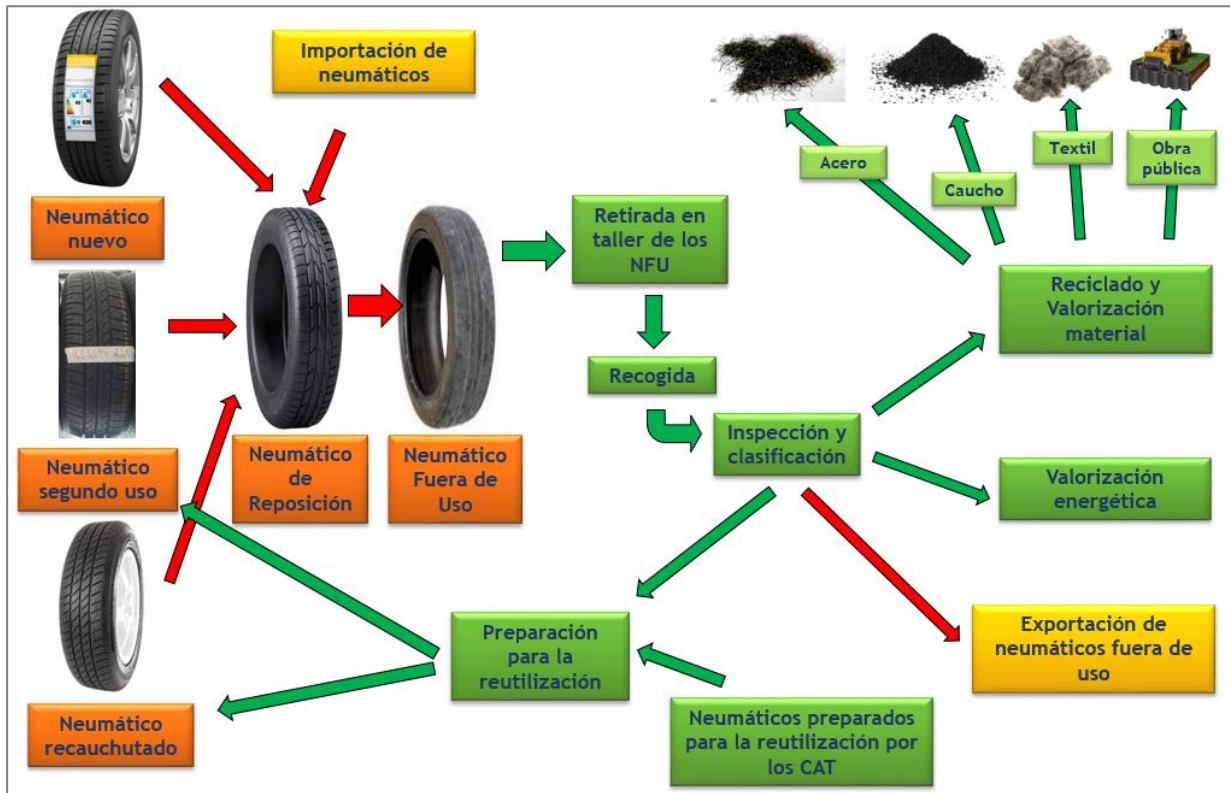 Importación de
neumáticos
Neumático
nuevo
Neumático
segundo uso
Neumático
recauchutado
Neumático
de
Reposición
Neumático
Fuera de
Uso
Retirada en
taller de los
NFU
Recogida
Inspección y
clasificación
Acero
Caucho
Textil
Obra
pública
Reciclado y
Valorización
material
Valorización
energética
Exportación de
neumáticos fuera de
uso
Preparación
para la
reutilización
Neumáticos preparados
para la reutilización por
los CAT